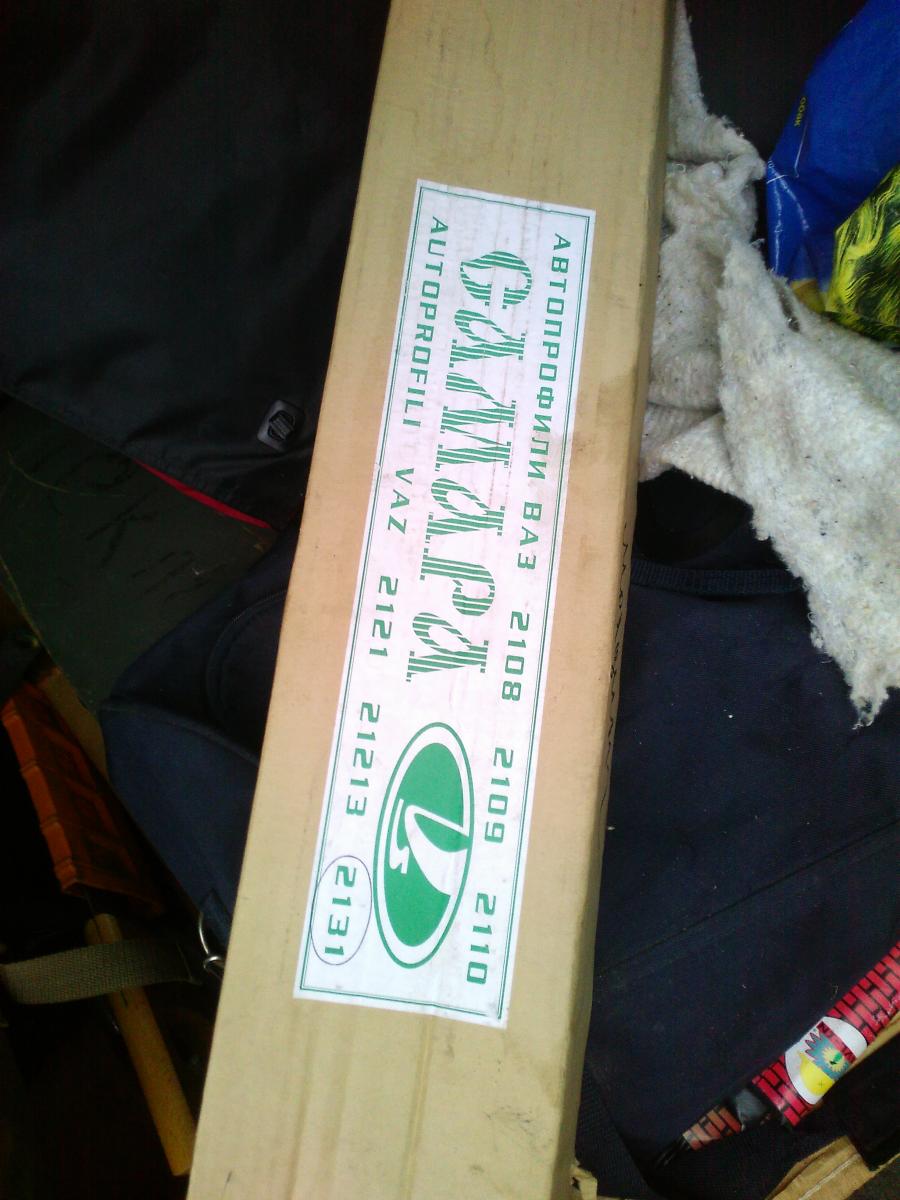 АВТОПРОФИЛИ ВАЗ 2108 2109 2110
Самара
AUTOPROFILI VAZ 2121 21213 2131